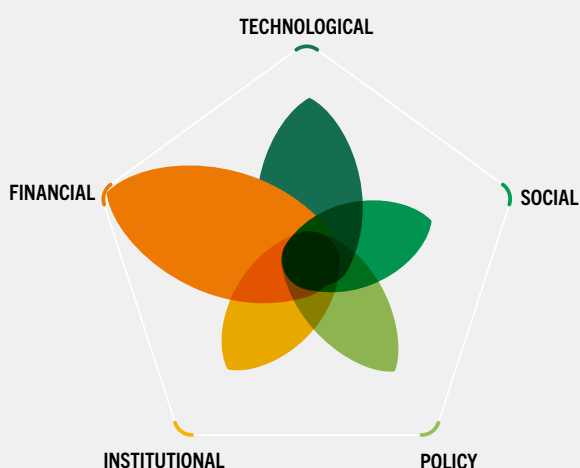 TECHNOLOGICAL
FINANCIAL
SOCIAL
INSTITUTIONAL
POLICY